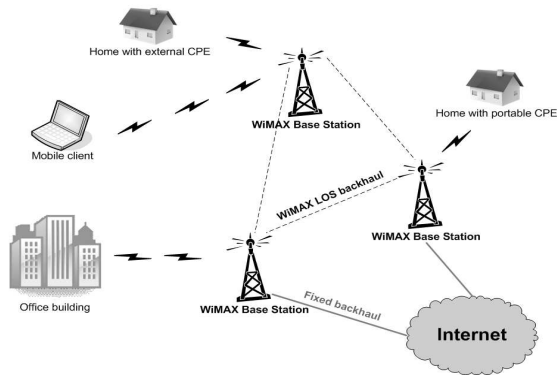 Home with external CPE
WiMAX Base Station
Home with portable CPE
Mobile client
WiMAX LOS backhaul
WiMAX Base Station
Office building
WiMAX Base Station
Fixed backhaul
Internet